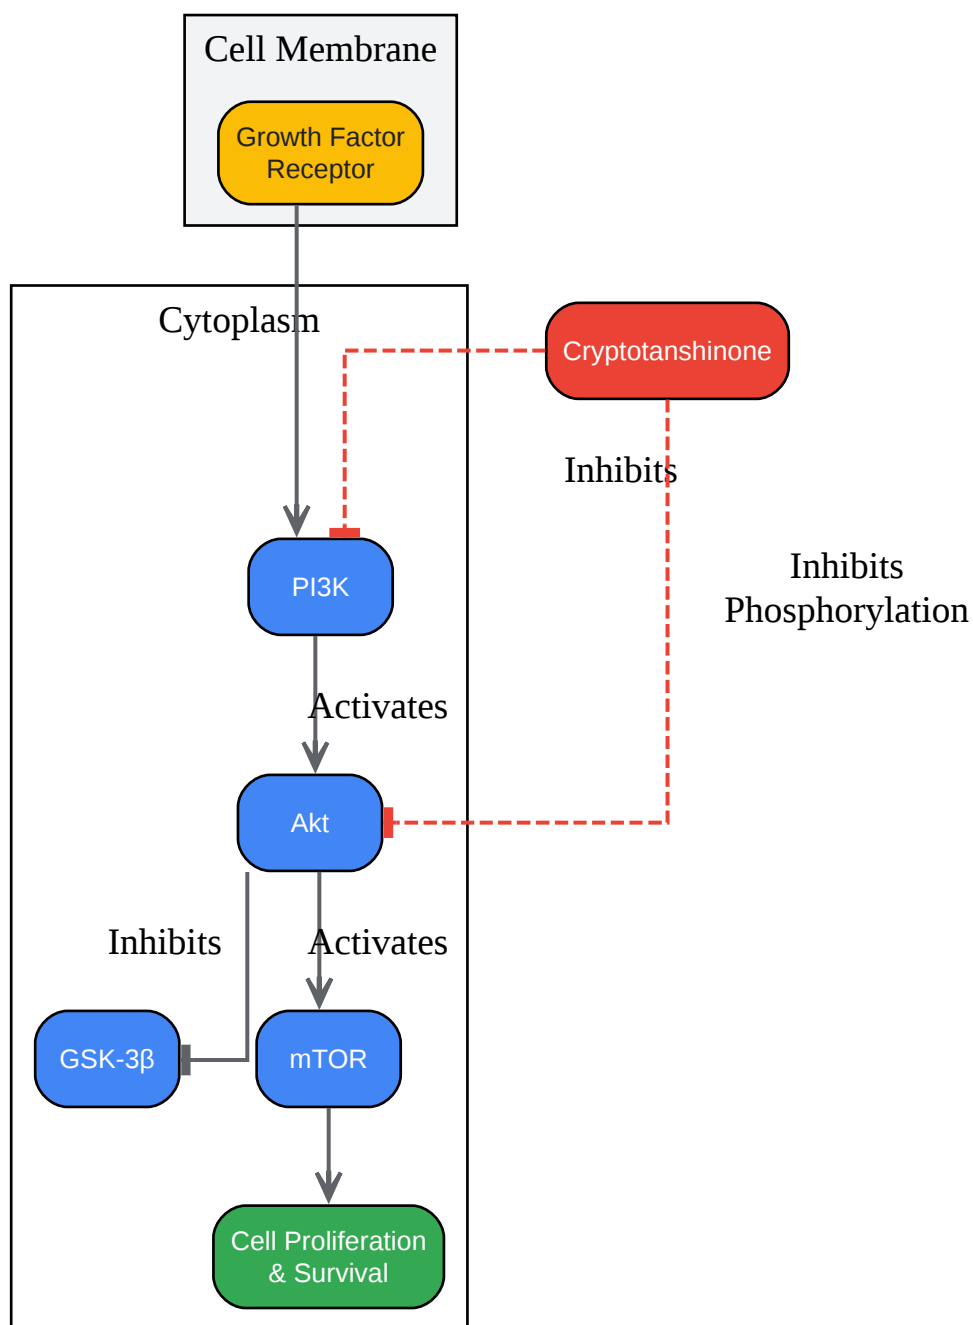 Cell Membrane
Growth Factor
Receptor
Cytoplasm
Cryptotanshinone
Inhibits
Inhibits
Phosphorylation
PI3K
Activates
Akt
Inhibits
Activates
GSK-3β
mTOR
Cell Proliferation
& Survival